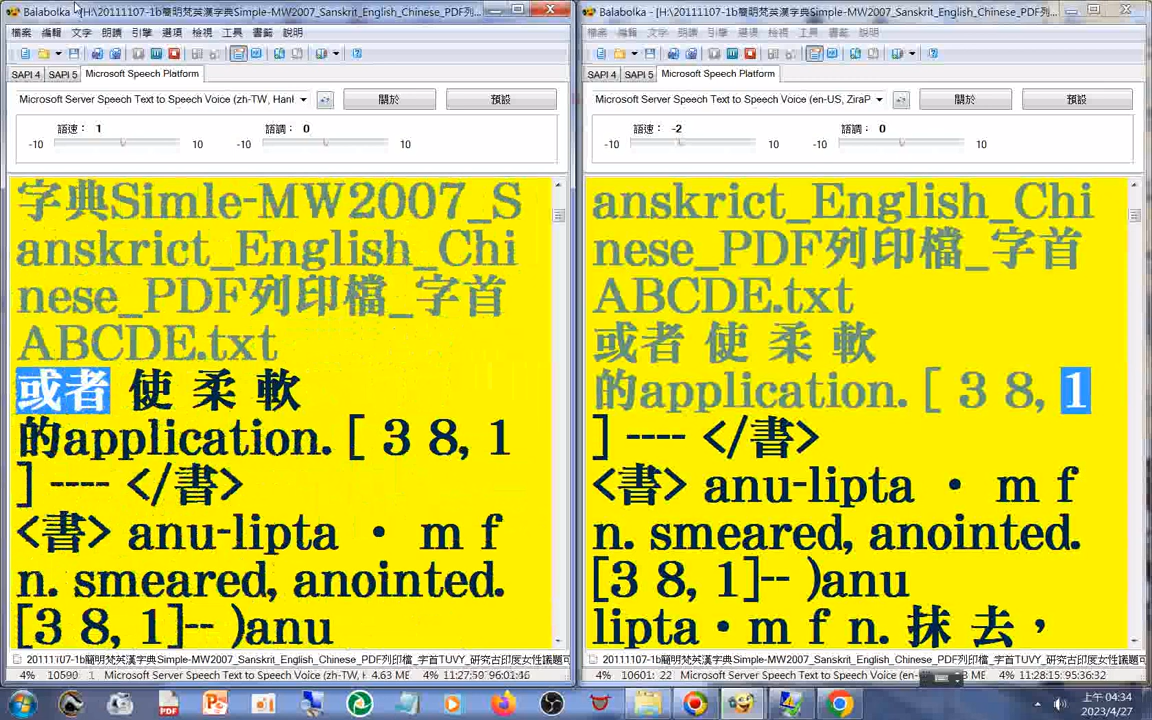 Balabolka - [H:\20111107-1b簡明梵英漢字典Simple-MW2007_Sanskrit_English_Chinese_PDF列...
檔案 編輯 文字 朗讀 引擎 選項 檢視 工具 書籤 說明
SAPI 4 SAPI 5 Microsoft Speech Platform
Microsoft Server Speech Text to Speech Voice (zh-TW, Hanl 關於 預設
語速： 1 語調： 0
-10 10 -10 10
字典Simle-MW2007_S
anskrict_English_Chi
nese_PDF列印檔_字首
ABCDE.txt
或者 使 柔 軟
的application. [ 3 8, 1
] ---- </書>
<書> anu-lipta • m f
n. smeared, anointed.
[3 8, 1]-- )anu
20111107-1b簡明梵英漢字典Simple-MW2007_Sanskrit_English_Chinese_PDF列印檔_字首TUVY_研究古印度女性議題可
4% 10590 1 Microsoft Server Speech Text to Speech Voice (zh-TW, H 4.63 ME 4% 11:27:59 96:01:46
Balabolka - [H:\20111107-1b簡明梵英漢字典Simple-MW2007_Sanskrit_English_Chinese_PDF列...
檔案 編輯 文字 朗讀 引擎 選項 檢視 工具 書籤 說明
SAPI 4 SAPI 5 Microsoft Speech Platform
Microsoft Server Speech Text to Speech Voice (en-US, ZiraP 關於 預設
語速： -2 語調： 0
-10 10 -10 10
anskrict_English_Chi
nese_PDF列印檔_字首
ABCDE.txt
或者 使 柔 軟
的application. [ 3 8, 1
] ---- </書>
<書> anu-lipta • m f
n. smeared, anointed.
[3 8, 1]-- )anu
lipta • m f n. 抹 去，
20111107-1b簡明梵英漢字典Simple-MW2007_Sanskrit_English_Chinese_PDF列印檔_字首TUVY_研究古印度女性議題可
4% 10601: 22 Microsoft Server Speech Text to Speech Voice (en-US, Z 4% 11:28:15 95:36:32
上午 04:34
2023/4/27